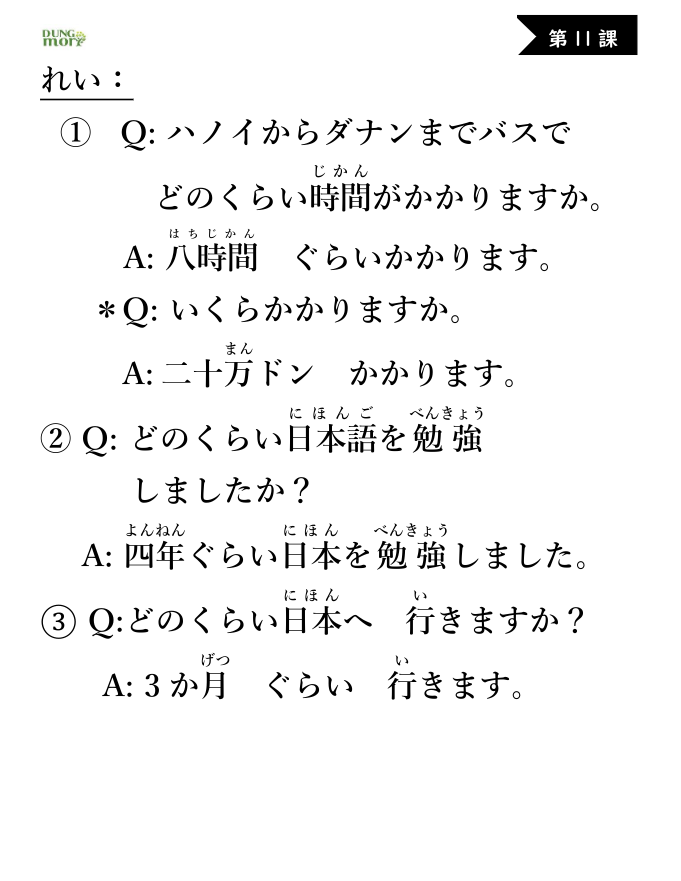 DUNG mori
第11課
れい：
① Q: ハノイからダナンまでバスで
じかん
どのくらい時間がかかりますか。
はちじかん
A: 八時間　ぐらいかかります。
＊Q: いくらかかりますか。
まん
A: 二十万ドン　かかります。
にほんご　べんきょう
② Q: どのくらい日本語を勉強
しましたか？
よんねん　にほん　べんきょう
A: 四年ぐらい日本を勉強しました。
にほん　い
③ Q:どのくらい日本へ　行きますか？
げつ　い
A: 3か月　ぐらい　行きます。